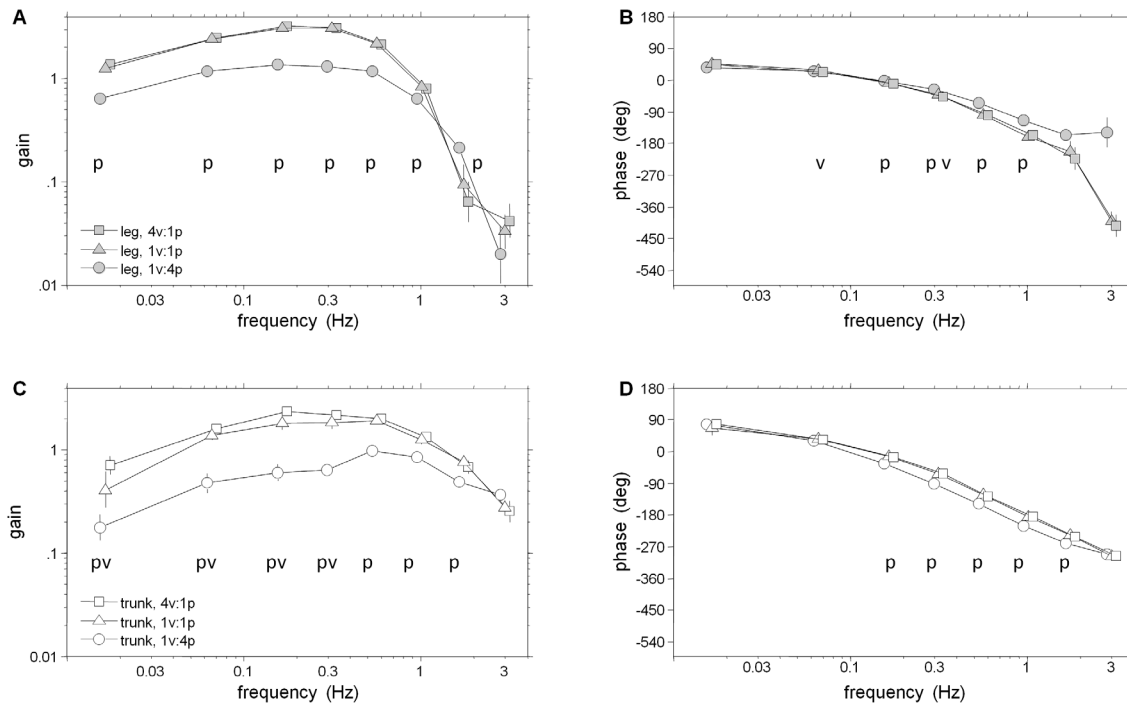 A
gain
1
.1
.01
p p p p p p p
leg, 4v:1p
leg, 1v:1p
leg, 1v:4p
0.03 0.1 0.3 1 3
frequency (Hz)
B
phase (deg)
180
90
0
-90
-180
-270
-360
-450
-540
v p p v p p
0.03 0.1 0.3 1 3
frequency (Hz)
C
gain
1
0.1
0.01
pv pv pv pv p p p
trunk, 4v:1p
trunk, 1v:1p
trunk, 1v:4p
0.03 0.1 0.3 1 3
frequency (Hz)
D
phase (deg)
180
90
0
-90
-180
-270
-360
-450
-540
p p p p p
0.03 0.1 0.3 1 3
frequency (Hz)